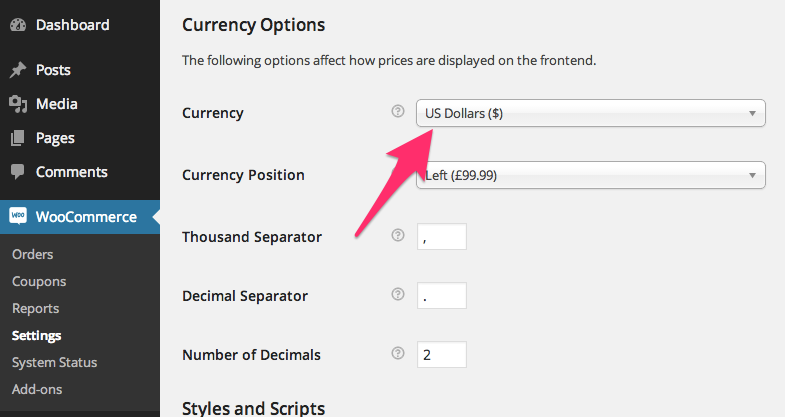 Dashboard
Posts
Media
Pages
Comments
WOO WooCommerce
Orders
Coupons
Reports
Settings
System Status
Add-ons
Currency Options
The following options affect how prices are displayed on the frontend.
Currency ? US Dollars ($)
Currency Position Left (£99.99)
Thousand Separator ? ,
Decimal Separator ? .
Number of Decimals ? 2
Styles and Scripts